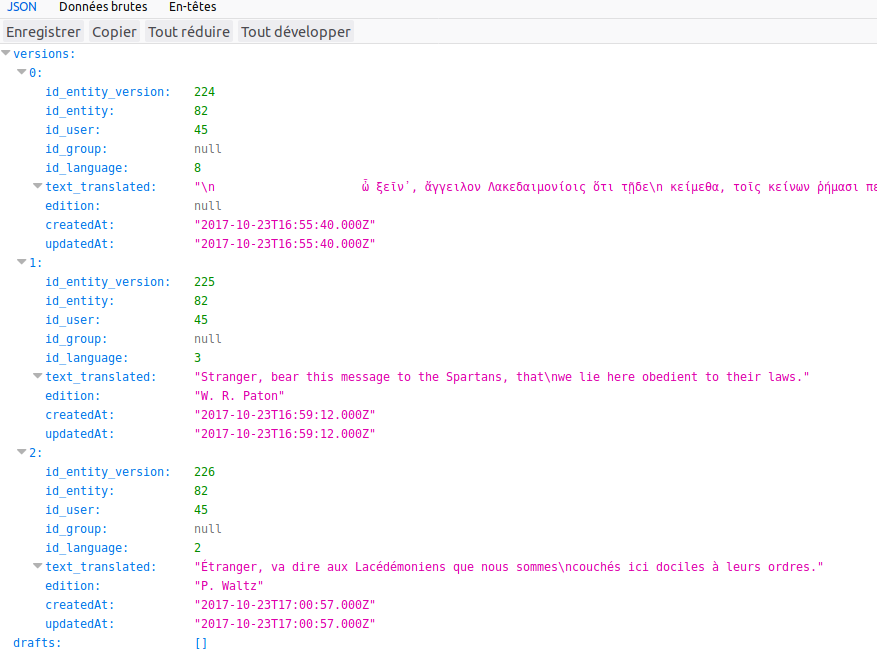 JSON Données brutes En-têtes
Enregistrer Copier Tout réduire Tout développer
versions:
0:
id_entity_version: 224
id_entity: 82
id_user: 45
id_group: null
id_language: 8
text_translated: "\n ὦ ξεῖν᾽, ἄγγειλον Λακεδαιμονίοις ὅτι τῇδε\n κείμεθα, τοῖς κείνων ῥήμασι πε
edition: null
createdAt: "2017-10-23T16:55:40.000Z"
updatedAt: "2017-10-23T16:55:40.000Z"
1:
id_entity_version: 225
id_entity: 82
id_user: 45
id_group: null
id_language: 3
text_translated: "Stranger, bear this message to the Spartans, that\nwe lie here obedient to their laws."
edition: "W. R. Paton"
createdAt: "2017-10-23T16:59:12.000Z"
updatedAt: "2017-10-23T16:59:12.000Z"
2:
id_entity_version: 226
id_entity: 82
id_user: 45
id_group: null
id_language: 2
text_translated: "Étranger, va dire aux Lacédémoniens que nous sommes\ncouchés ici dociles à leurs ordres."
edition: "P. Waltz"
createdAt: "2017-10-23T17:00:57.000Z"
updatedAt: "2017-10-23T17:00:57.000Z"
drafts: []